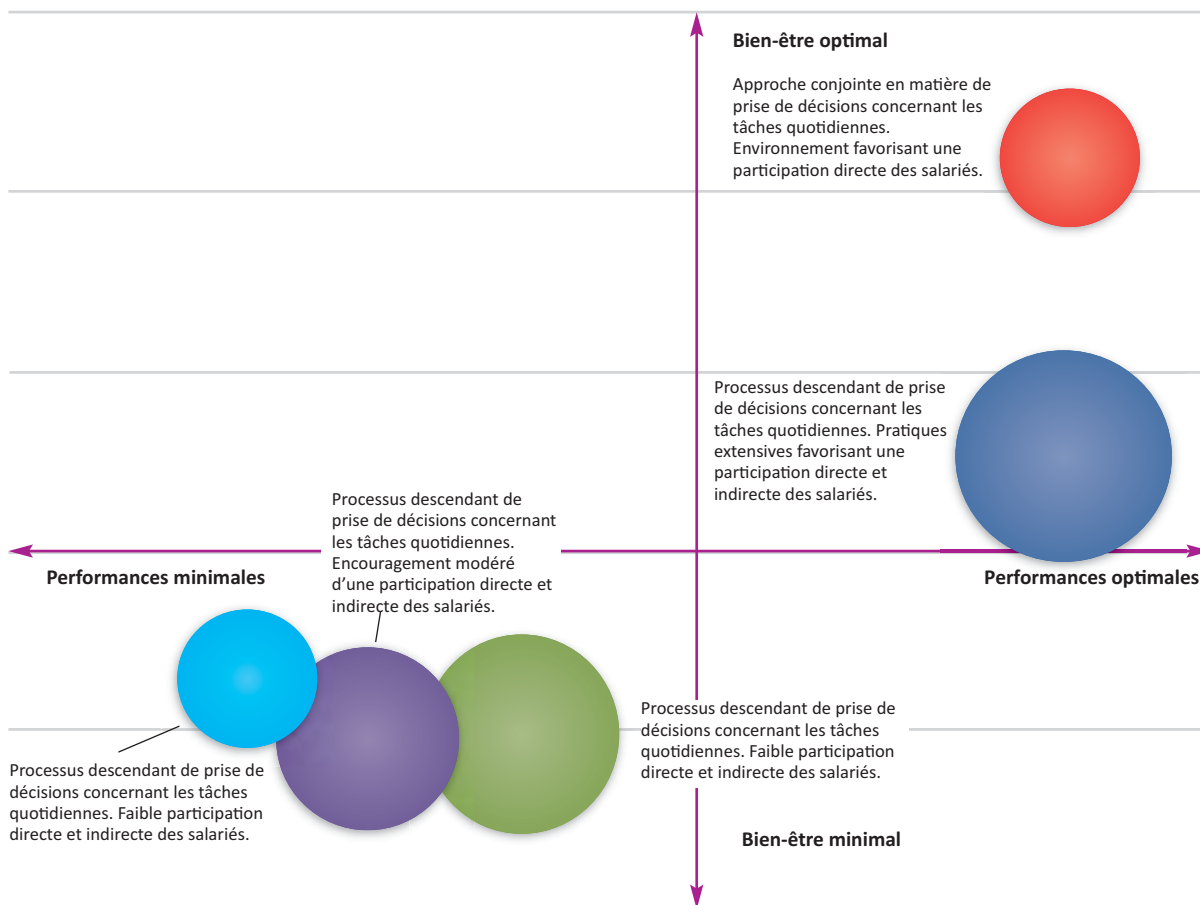 Bien-être optimal
Approche conjointe en matière de
prise de décisions concernant les
tâches quotidiennes.
Environnement favorisant une
participation directe des salariés.
Processus descendant de prise
de décisions concernant les
tâches quotidiennes. Pratiques
extensives favorisant une
participation directe et
indirecte des salariés.
Processus descendant de
prise de décisions concernant
les tâches quotidiennes.
Encouragement modéré
d’une participation directe et
indirecte des salariés.
Performances minimales
Performances optimales
Processus descendant de prise de
décisions concernant les tâches
quotidiennes. Faible participation
directe et indirecte des salariés.
Processus descendant de prise de
décisions concernant les tâches
quotidiennes. Faible participation
directe et indirecte des salariés.
Bien-être minimal